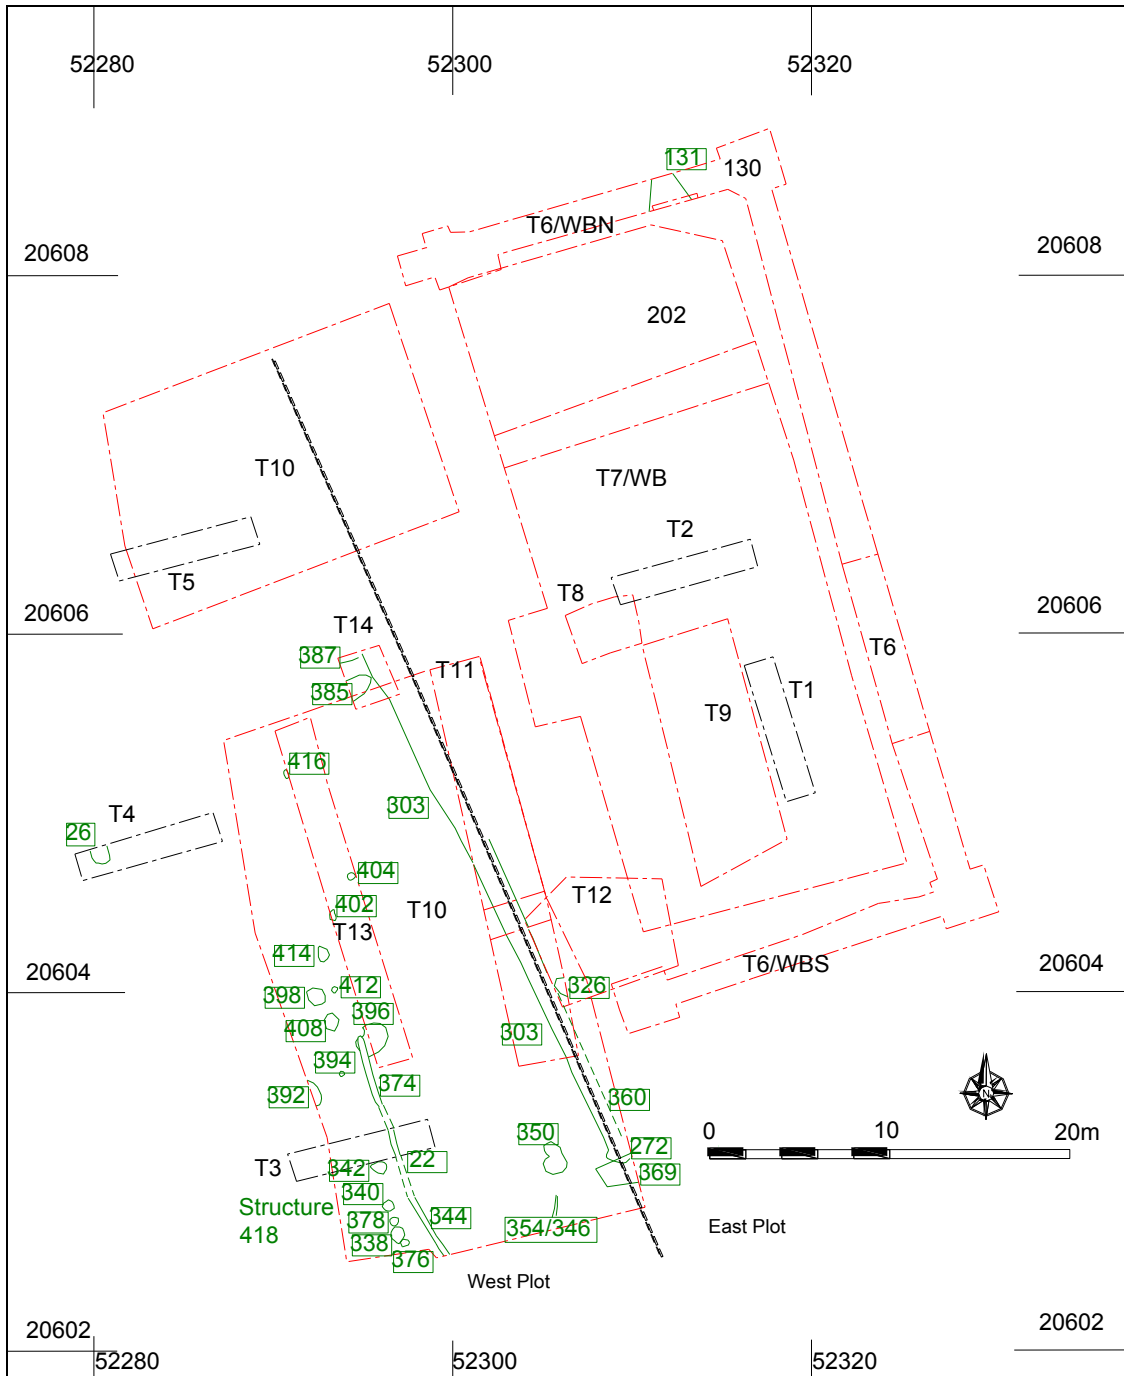 52280 52300 52320
131
130
T6/WBN
20608 20608
202
T10
T7/WB
T2
T5
T8
20606 20606
T14
387
T11
T6
385
T1
T9
416
303
T4
26
404
T12
402
T10
T13
414
T6/WBS
20604 20604
412
326
398
396
408
303
394
374
392
360
0 10 20m
350
272
22
T3
342
369
340
Structure
418
344
378
354/346
East Plot
338
376
West Plot
20602 20602
52280 52300 52320
N